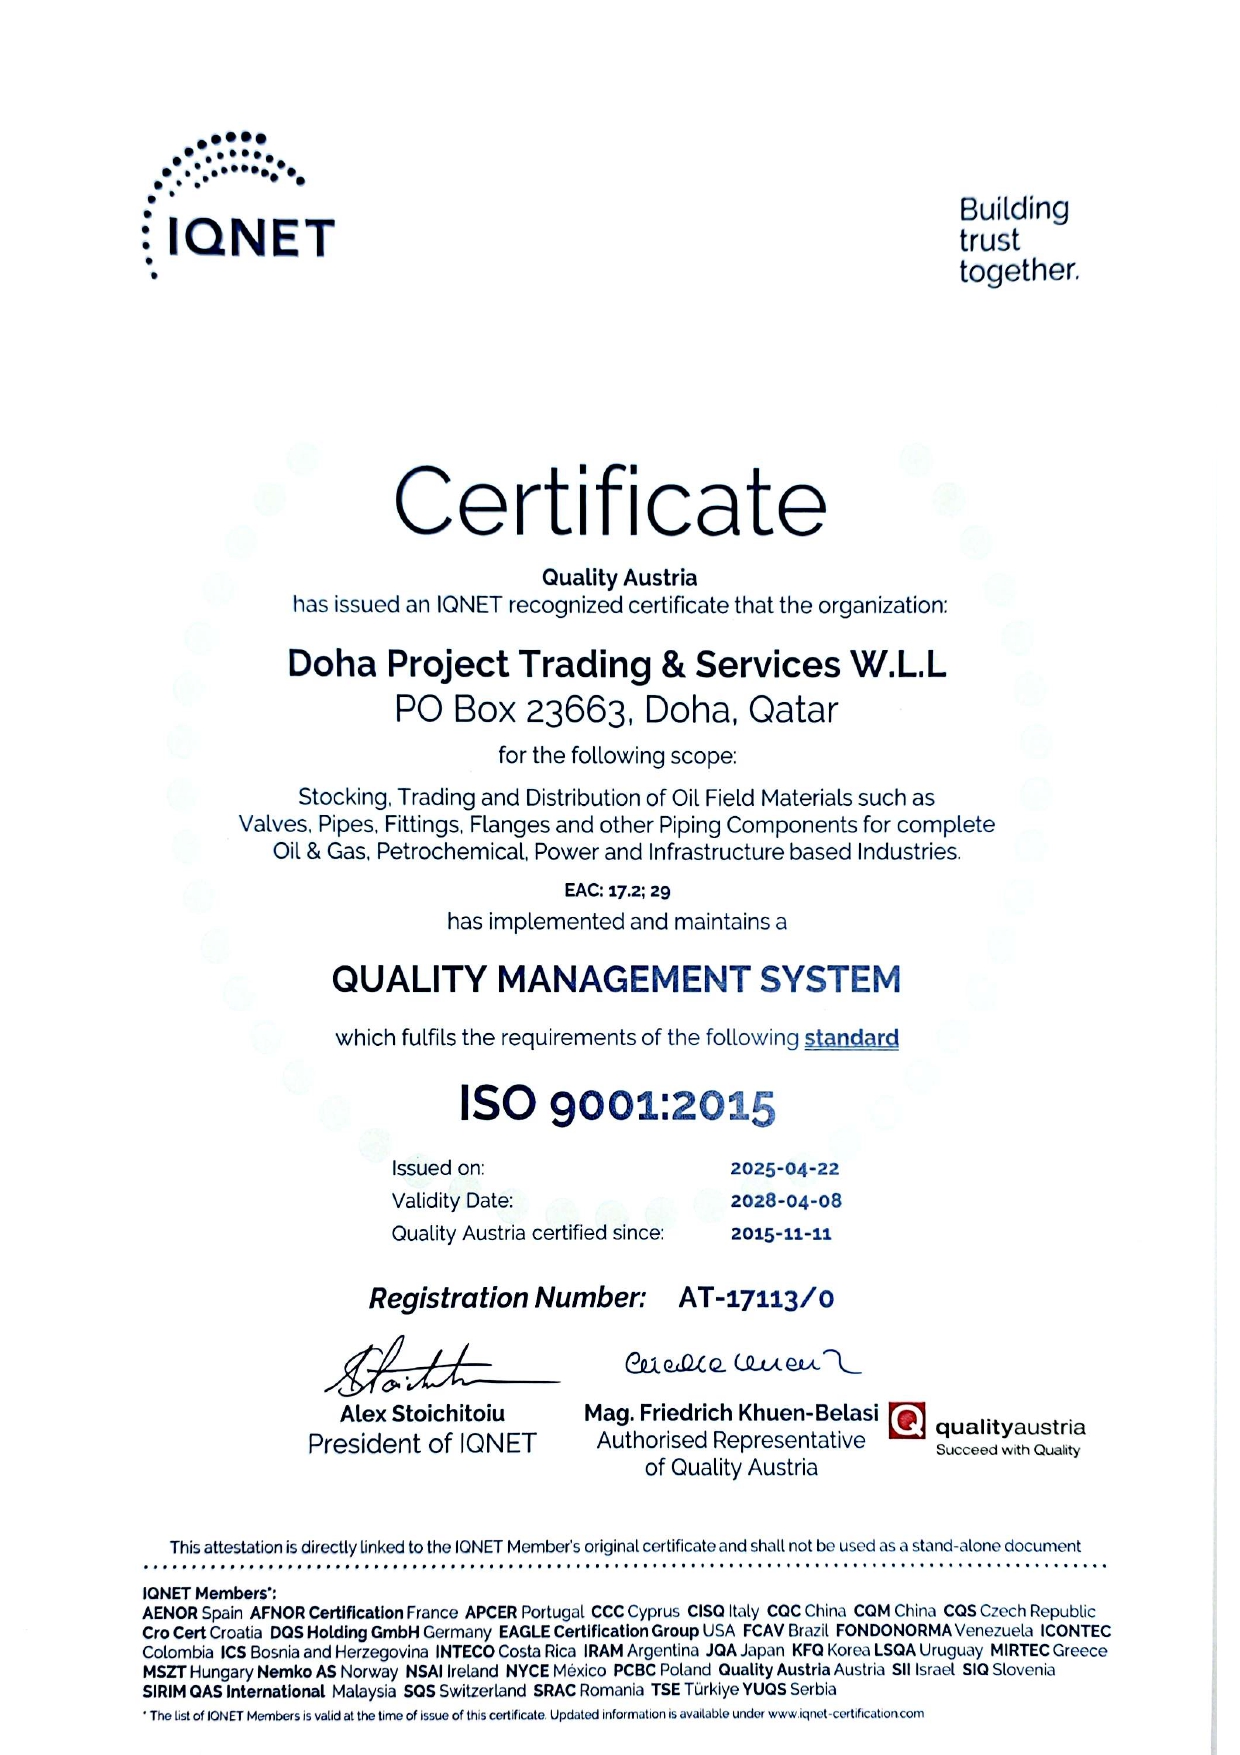 IQNET
Building
trust
together.
Certificate
Quality Austria
has issued an IQNET recognized certificate that the organization:
Doha Project Trading & Services W.L.L
PO Box 23663, Doha, Qatar
for the following scope:
Stocking, Trading and Distribution of Oil Field Materials such as
Valves, Pipes, Fittings, Flanges and other Piping Components for complete
Oil & Gas, Petrochemical, Power and Infrastructure based Industries.
EAC: 17.2; 29
has implemented and maintains a
QUALITY MANAGEMENT SYSTEM
which fulfils the requirements of the following standard
ISO 9001:2015
Issued on: 2025-04-22
Validity Date: 2028-04-08
Quality Austria certified since: 2015-11-11
Registration Number: AT-17113/0
Alex Stoichitoiu
President of IQNET
Mag. Friedrich Khuen-Belasi
Authorised Representative
of Quality Austria
Q qualityaustria
Succeed with Quality
This attestation is directly linked to the IQNET Member's original certificate and shall not be used as a stand-alone document
IQNET Members*:
AENOR Spain AFNOR Certification France APCER Portugal CCC Cyprus CISQ Italy CQC China CQM China CQS Czech Republic
Cro Cert Croatia DQS Holding GmbH Germany EAGLE Certification Group USA FCAV Brazil FONDONORMA Venezuela ICONTEC
Colombia ICS Bosnia and Herzegovina INTECO Costa Rica IRAM Argentina JQA Japan KFQ Korea LSQA Uruguay MIRTEC Greece
MSZT Hungary Nemko AS Norway NSAI Ireland NYCE México PCBC Poland Quality Austria Austria SII Israel SIQ Slovenia
SIRIM QAS International Malaysia SQS Switzerland SRAC Romania TSE Türkiye YUQS Serbia
* The list of IQNET Members is valid at the time of issue of this certificate. Updated information is available under www.iqnet-certification.com